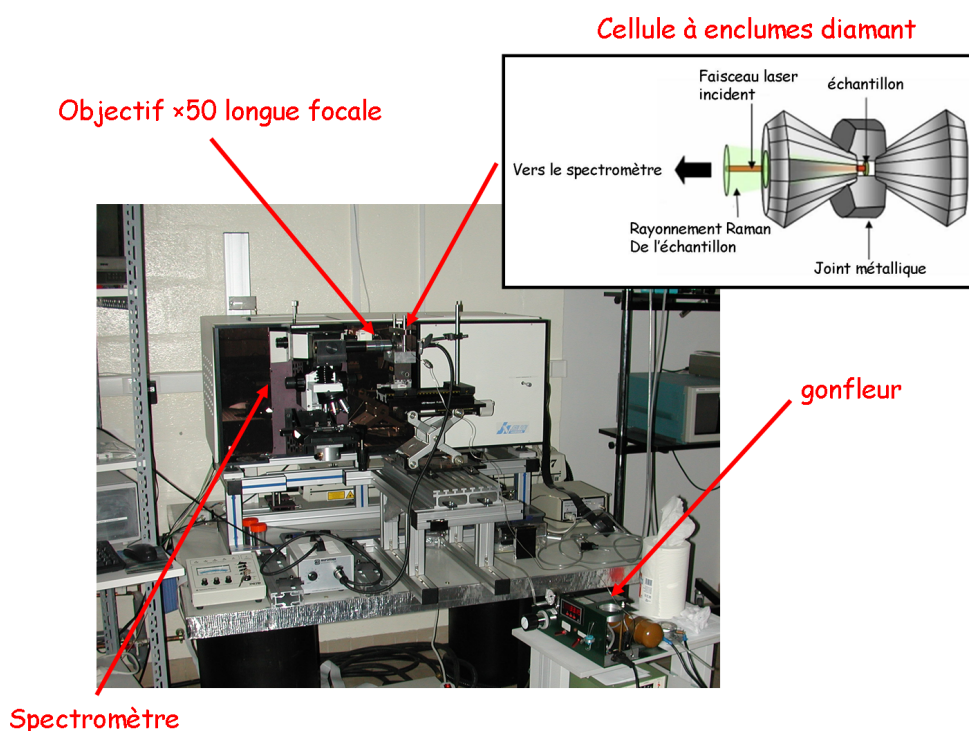 Cellule à enclumes diamant
Objectif ×50 longue focale
Faisceau laser
incident
échantillon
Vers le spectromètre
Rayonnement Raman
De l'échantillon
Joint métallique
gonfleur
Spectromètre